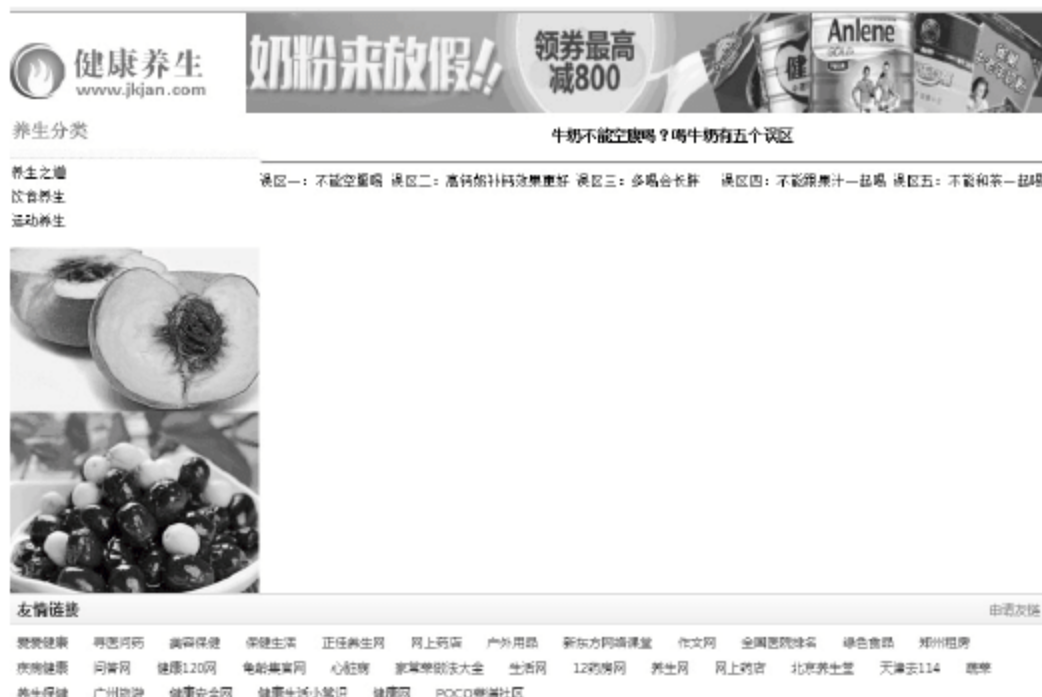 健康养生
www.jkjan.com
奶粉来放假!!
领券最高
减800
Anlene
GOLD
健
养生分类
牛奶不能空腹喝？喝牛奶有五个误区
养生之道
饮食养生
运动养生
误区一：不能空腹喝 误区二：高钙奶补钙效果更好 误区三：多喝会长胖 误区四：不能跟果汁一起喝 误区五：不能和茶一起喝
友情链接
申请友链
爱爱健康 寻医问药 美容保健 保健生活 正佳养生网 网上药店 户外用品 新东方网络课堂 作文网 全国医院排名 绿色食品 郑州租房
疾病健康 问答网 健康120网 龟龄集官网 心脏病 家常菜做法大全 生活网 12药房网 养生网 网上药店 北京养生堂 天津去114 蔬菜
养生保健 广州旅游 健康安全网 健康生活小常识 健康网 POCO